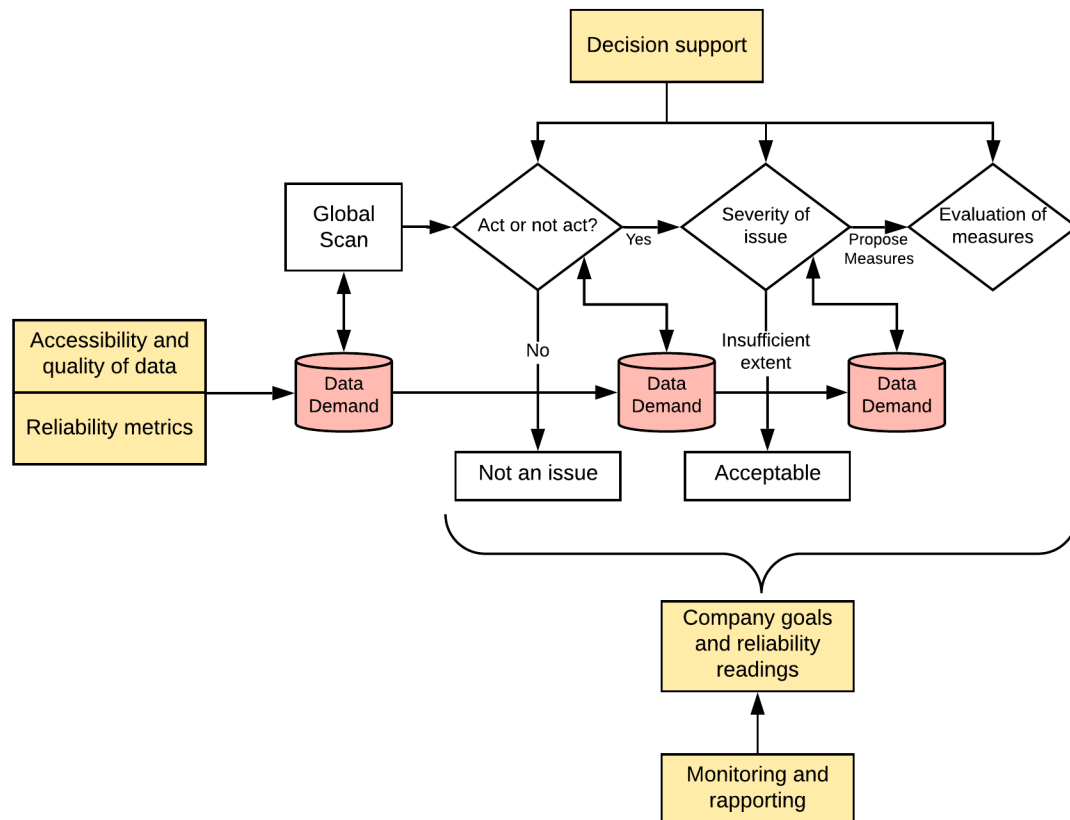 Decision support
Global
Scan
Act or not act?
Yes
Severity of
issue
Propose
Measures
Evaluation of
measures
Accessibility and
quality of data
Reliability metrics
Data
Demand
No
Data
Demand
Insufficient
extent
Data
Demand
Not an issue
Acceptable
Company goals
and reliability
readings
Monitoring and
rapporting